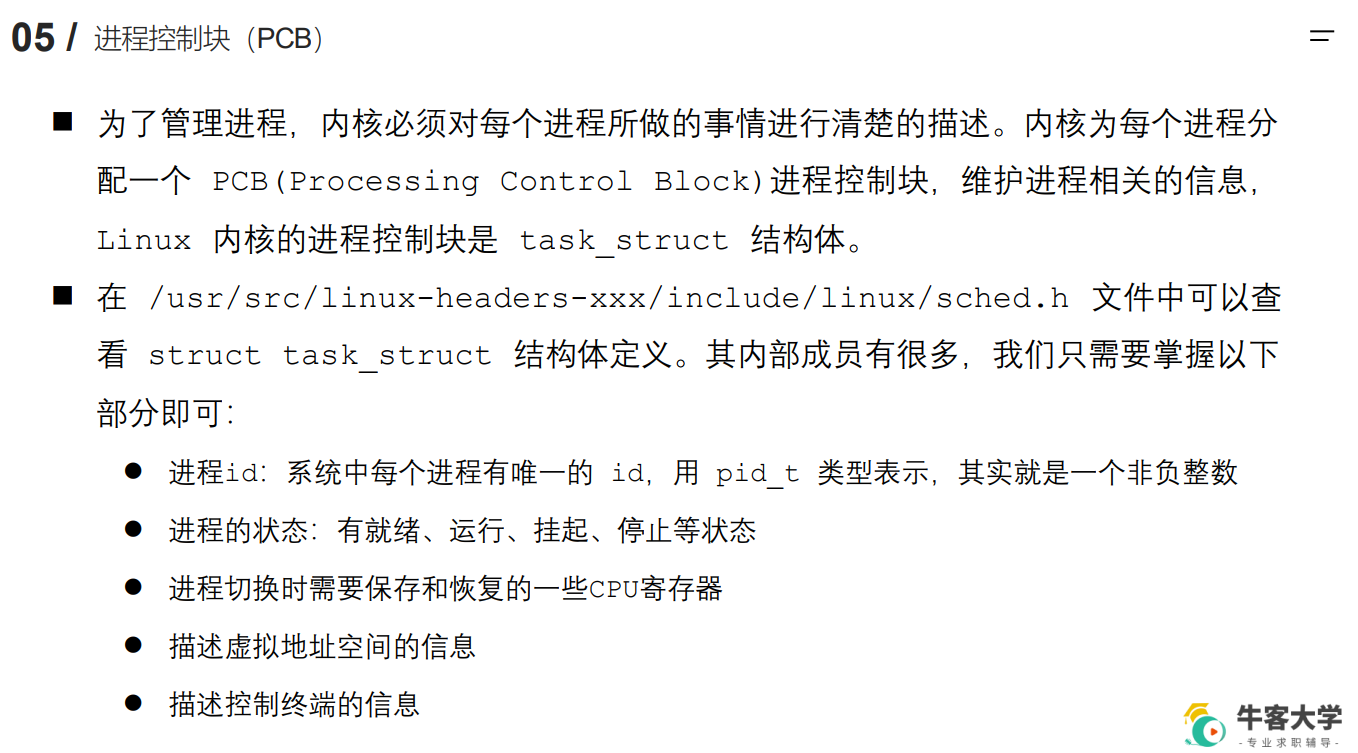 05 / 进程控制块（PCB）
■ 为了管理进程，内核必须对每个进程所做的事情进行清楚的描述。内核为每个进程分
配一个 PCB(Processing Control Block)进程控制块，维护进程相关的信息，
Linux 内核的进程控制块是 task_struct 结构体。
■ 在 /usr/src/linux-headers-xxx/include/linux/sched.h 文件中可以查
看 struct task_struct 结构体定义。其内部成员有很多，我们只需要掌握以下
部分即可：
● 进程id：系统中每个进程有唯一的 id，用 pid_t 类型表示，其实就是一个非负整数
● 进程的状态：有就绪、运行、挂起、停止等状态
● 进程切换时需要保存和恢复的一些CPU寄存器
● 描述虚拟地址空间的信息
● 描述控制终端的信息
牛客大学
-专业求职辅导-